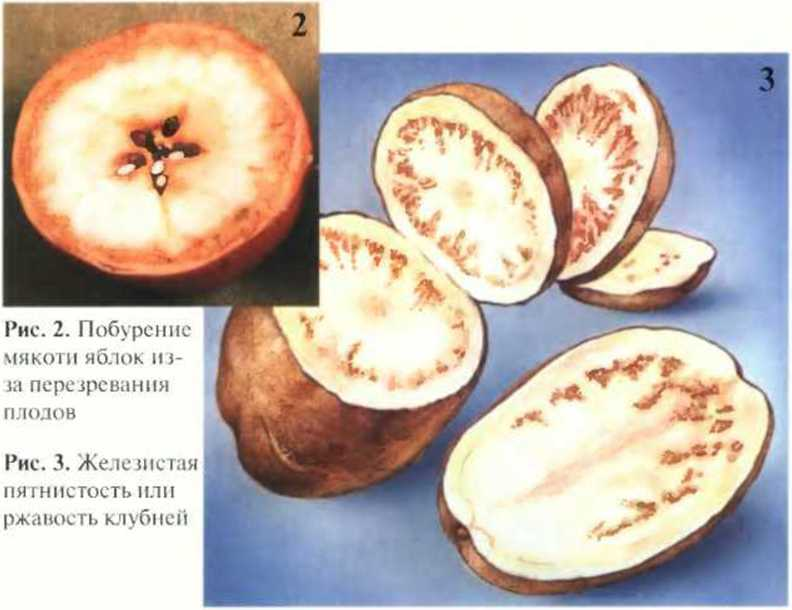 2
3
Рис. 2. Побурение
мякоти яблок из-
за перезревания
плодов
Рис. 3. Железистая
пятнистость или
ржавость клубней